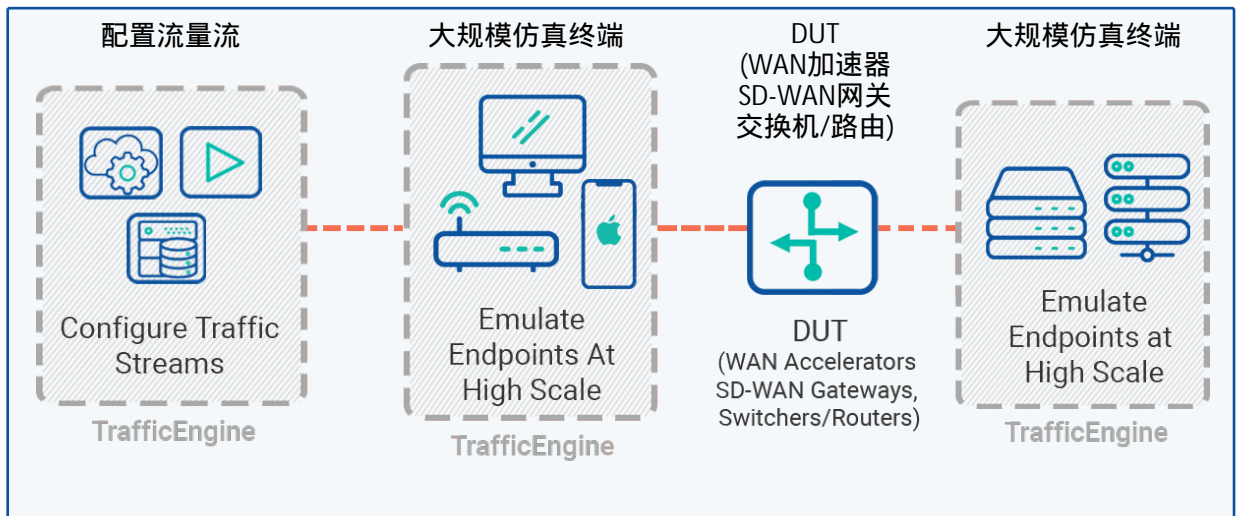 配置流量流
大规模仿真终端
DUT
(WAN加速器
SD-WAN网关
交换机/路由)
大规模仿真终端
Configure Traffic
Streams
TrafficEngine
Emulate
Endpoints At
High Scale
TrafficEngine
DUT
(WAN Accelerators
SD-WAN Gateways,
Switchers/Routers)
Emulate
Endpoints at
High Scale
TrafficEngine